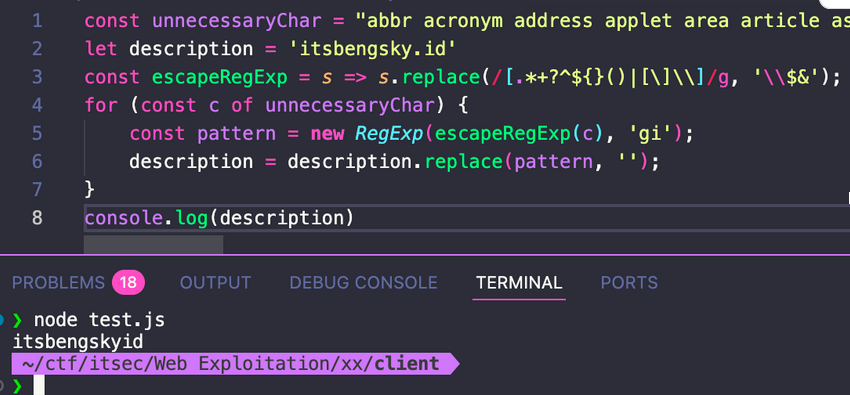 1 const unnecessaryChar = "abbr acronym address applet area article as
2 let description = 'itsbengsky.id'
3 const escapeRegExp = s => s.replace(/[.*+?^${}()|[\]\\]/g, '\\$&');
4 for (const c of unnecessaryChar) {
5 const pattern = new RegExp(escapeRegExp(c), 'gi');
6 description = description.replace(pattern, '');
7 }
8 console.log(description)
PROBLEMS 18 OUTPUT DEBUG CONSOLE TERMINAL PORTS
❯ node test.js
itsbengskyid
~/ctf/itsec/Web Exploitation/xx/client
❯